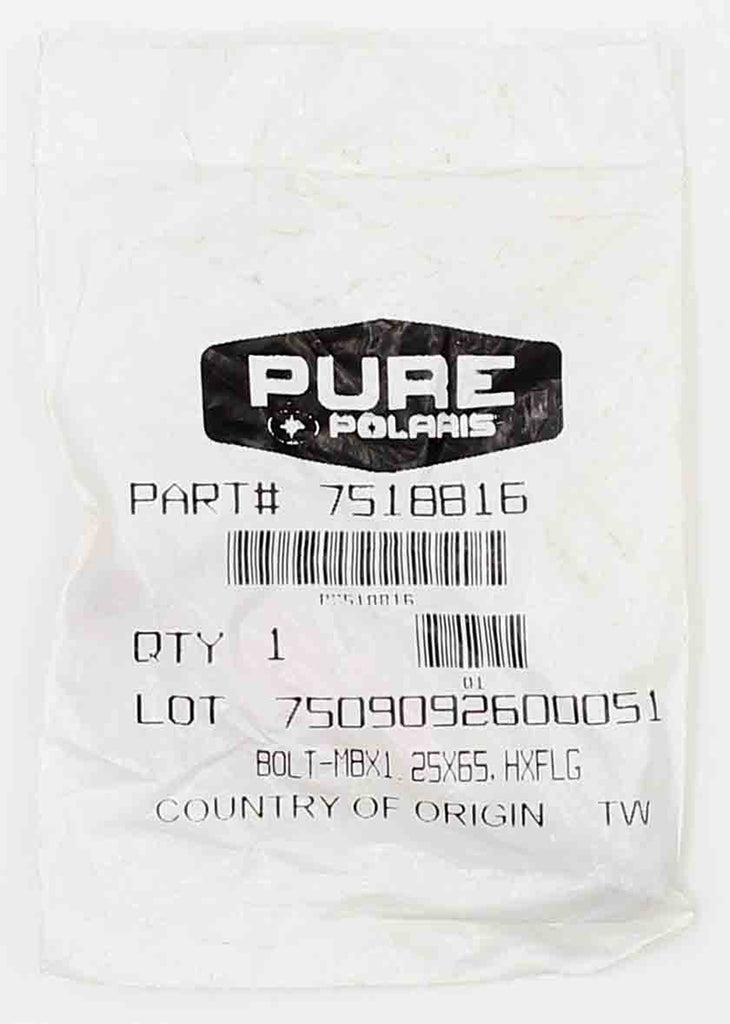 PURE
POLARIS
PART# 7518816
QTY 1
01
LOT 7509092600051
BOLT-M8X1.25X65, HXFLG
COUNTRY OF ORIGIN TW